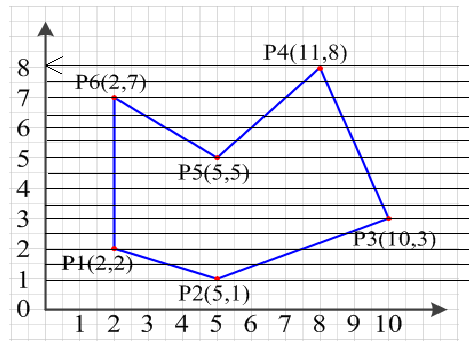 8
P4(11,8)
P6(2,7)
7
6
5
P5(5,5)
4
3
P3(10,3)
2
P1(2,2)
1
P2(5,1)
0
1 2 3 4 5 6 7 8 9 10